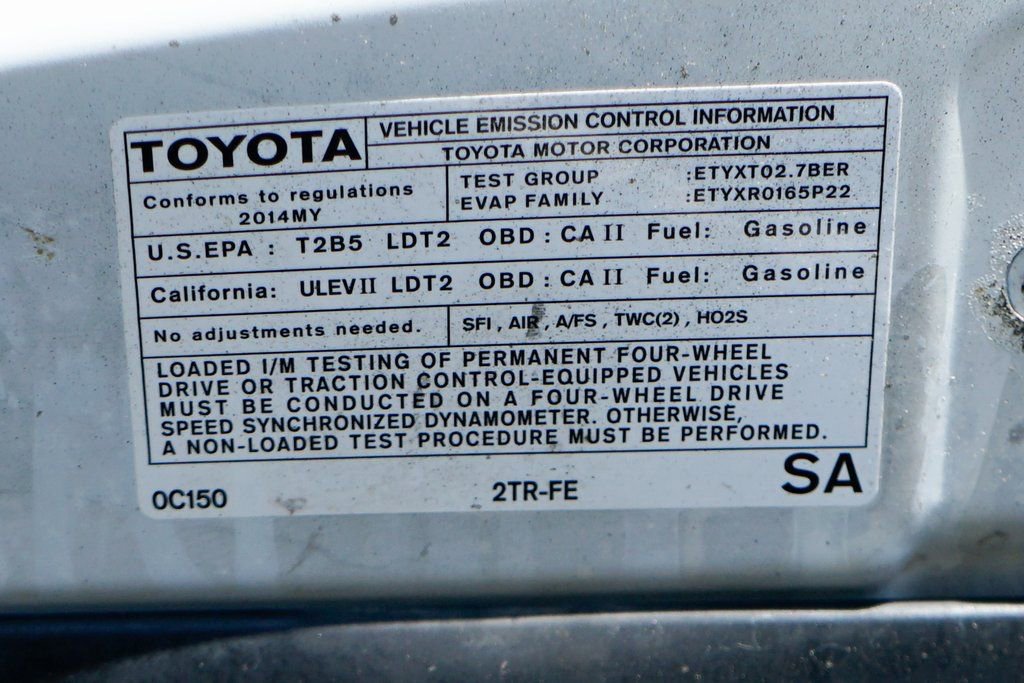 TOYOTA
VEHICLE EMISSION CONTROL INFORMATION
TOYOTA MOTOR CORPORATION
Conforms to regulations
2014MY
TEST GROUP :ETYXT02.7BER
EVAP FAMILY :ETYXR0165P22
U.S.EPA : T2B5 LDT2 OBD : CA II Fuel: Gasoline
California: ULEVII LDT2 OBD : CA II Fuel: Gasoline
No adjustments needed.
SFI , AIR , A/FS , TWC(2) , HO2S
LOADED I/M TESTING OF PERMANENT FOUR-WHEEL
DRIVE OR TRACTION CONTROL-EQUIPPED VEHICLES
MUST BE CONDUCTED ON A FOUR-WHEEL DRIVE
SPEED SYNCHRONIZED DYNAMOMETER. OTHERWISE,
A NON-LOADED TEST PROCEDURE MUST BE PERFORMED.
0C150 2TR-FE SA